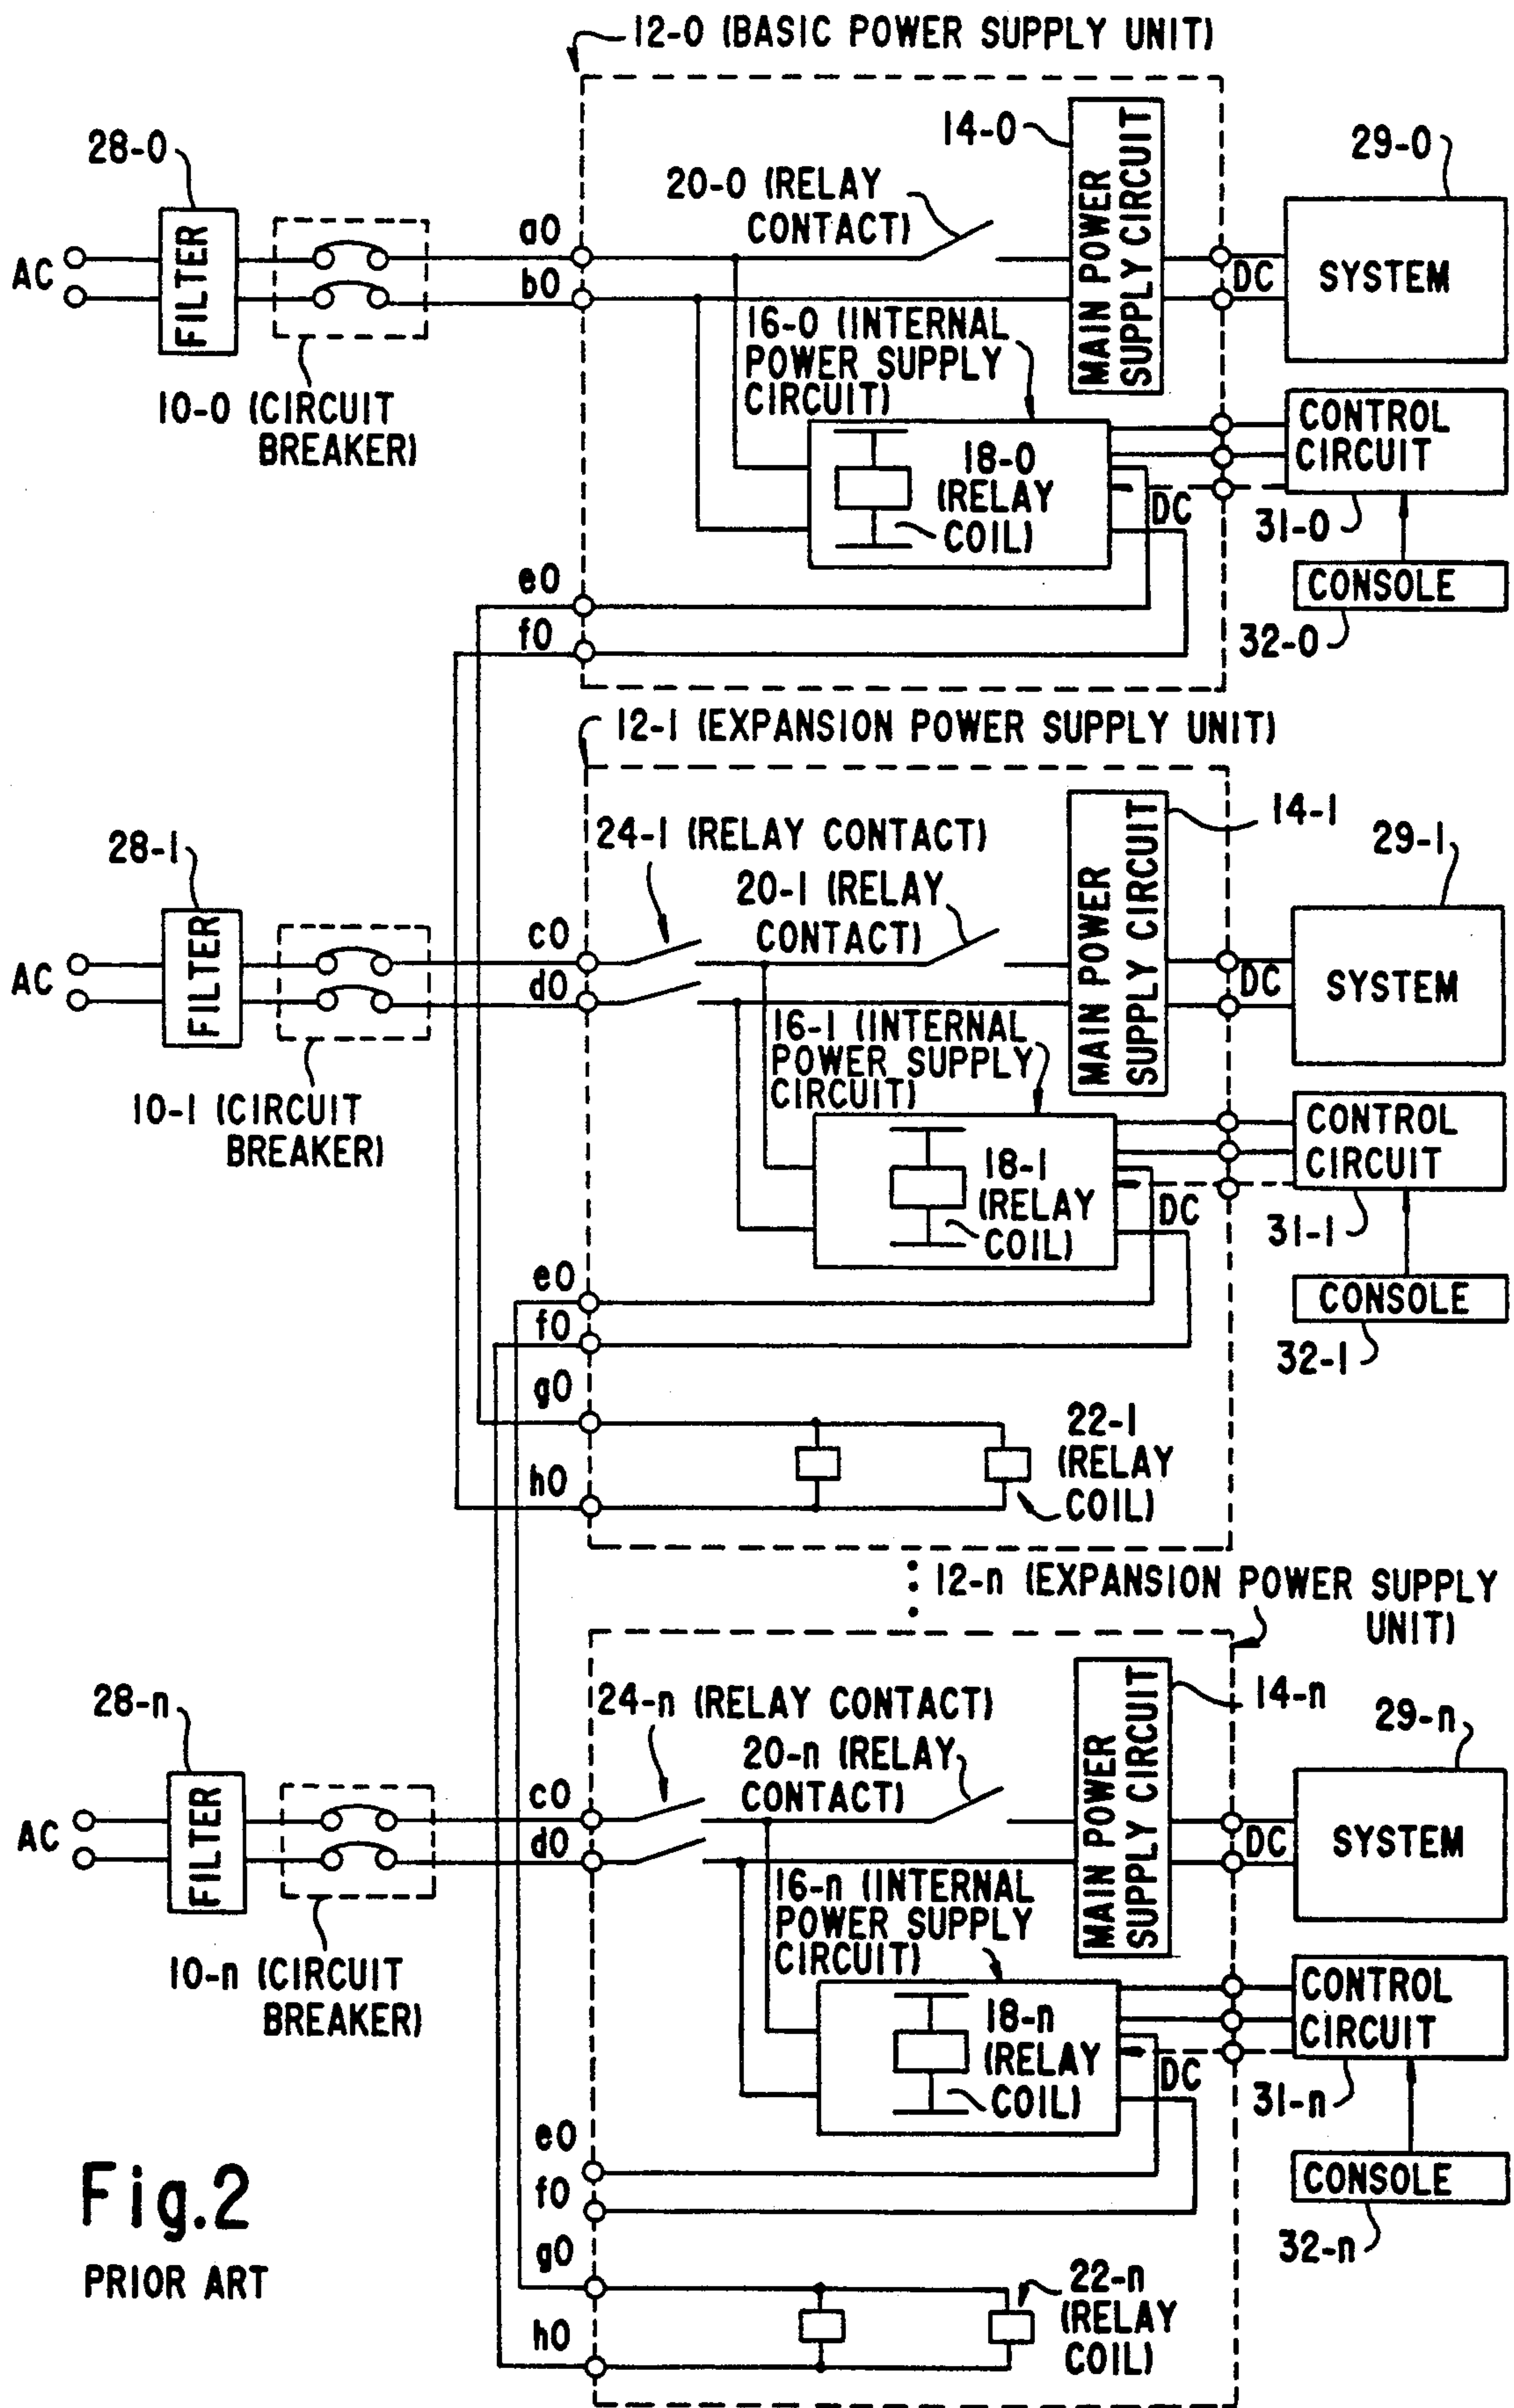 12-0 (BASIC POWER SUPPLY UNIT)
28-0
14-0
29-0
20-0 (RELAY
CONTACT)
MAIN POWER
SUPPLY CIRCUIT
FILTER
AC
a0
b0
DC
SYSTEM
16-0 (INTERNAL
POWER SUPPLY
CIRCUIT)
10-0 (CIRCUIT
BREAKER)
CONTROL
CIRCUIT
18-0
(RELAY
COIL)
DC
31-0
e0
CONSOLE
f0
32-0
12-1 (EXPANSION POWER SUPPLY UNIT)
14-1
24-1 (RELAY CONTACT)
28-1
29-1
20-1 (RELAY
CONTACT)
MAIN POWER
SUPPLY CIRCUIT
FILTER
AC
c0
d0
DC
SYSTEM
16-1 (INTERNAL
POWER SUPPLY
CIRCUIT)
10-1 (CIRCUIT
BREAKER)
CONTROL
CIRCUIT
18-1
(RELAY
COIL)
DC
31-1
e0
CONSOLE
f0
32-1
g0
22-1
(RELAY
COIL)
h0
12-n (EXPANSION POWER SUPPLY
UNIT)
28-n
24-n (RELAY CONTACT)
14-n
29-n
20-n (RELAY
CONTACT)
MAIN POWER
SUPPLY CIRCUIT
FILTER
AC
c0
d0
DC
SYSTEM
16-n (INTERNAL
POWER SUPPLY
CIRCUIT)
10-n (CIRCUIT
BREAKER)
CONTROL
CIRCUIT
18-n
(RELAY
COIL)
DC
31-n
e0
CONSOLE
f0
32-n
Fig.2
PRIOR ART
g0
22-n
(RELAY
COIL)
h0